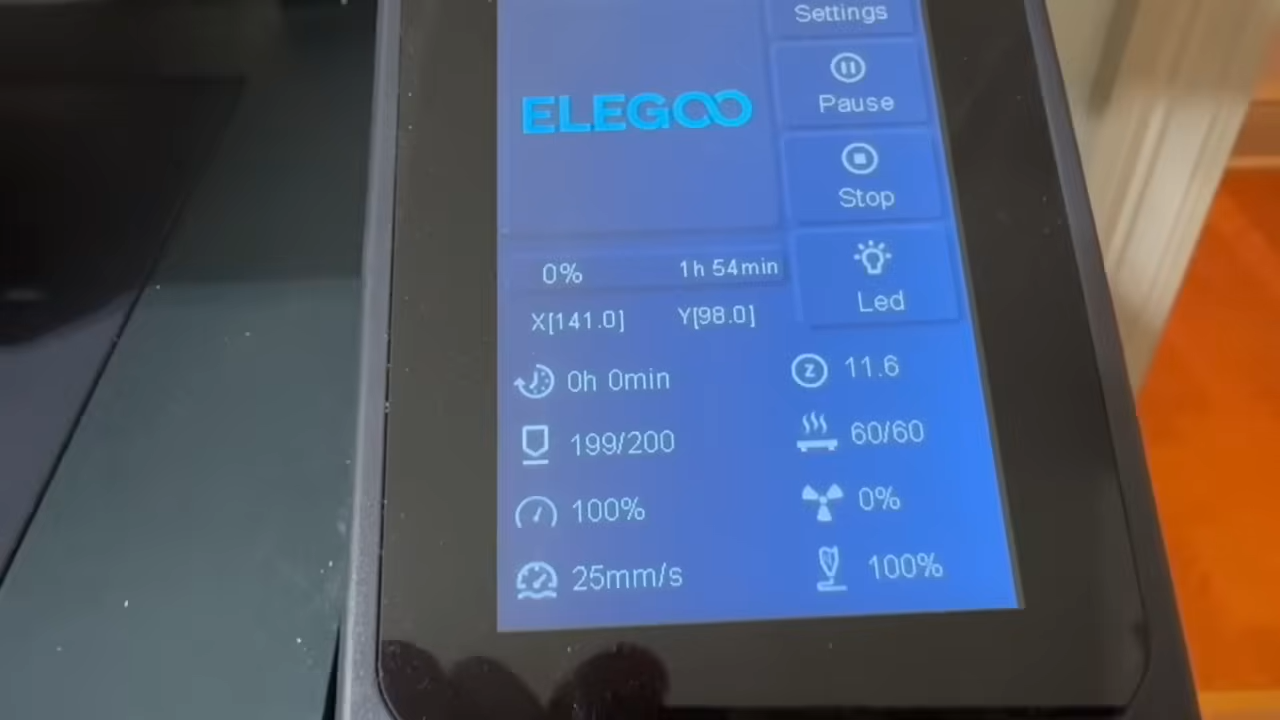 Settings
Pause
ELEGOO
Stop
0% 1h 54min
Led
X[141.0] Y[98.0]
0h 0min
Z 11.6
199/200
60/60
100%
0%
25mm/s
100%